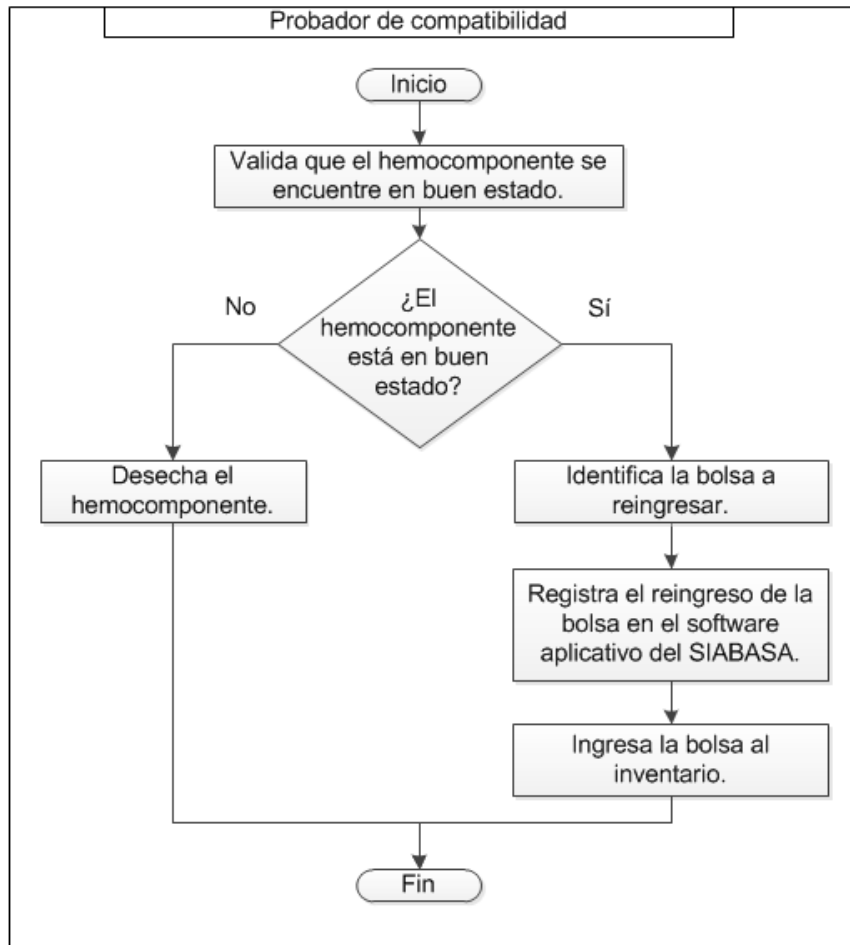 Probador de compatibilidad
Inicio
Valida que el hemocomponente se
encuentre en buen estado.
¿El
hemocomponente
está en buen
estado?
No
Sí
Desecha el
hemocomponente.
Identifica la bolsa a
reingresar.
Registra el reingreso de la
bolsa en el software
aplicativo del SIABASA.
Ingresa la bolsa al
inventario.
Fin